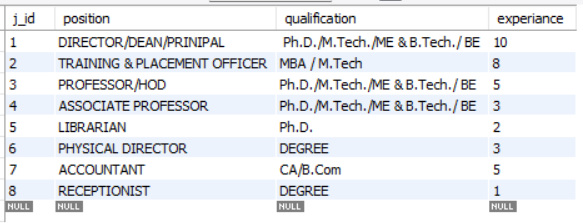 j_id position qualification experiance
1 DIRECTOR/DEAN/PRINIPAL Ph.D./M.Tech./ME & B.Tech./ BE 10
2 TRAINING & PLACEMENT OFFICER MBA / M.Tech 8
3 PROFESSOR/HOD Ph.D./M.Tech./ME & B.Tech./ BE 5
4 ASSOCIATE PROFESSOR Ph.D./M.Tech./ME & B.Tech./ BE 3
5 LIBRARIAN Ph.D. 2
6 PHYSICAL DIRECTOR DEGREE 3
7 ACCOUNTANT CA/B.Com 5
8 RECEPTIONIST DEGREE 1
NULL NULL NULL NULL